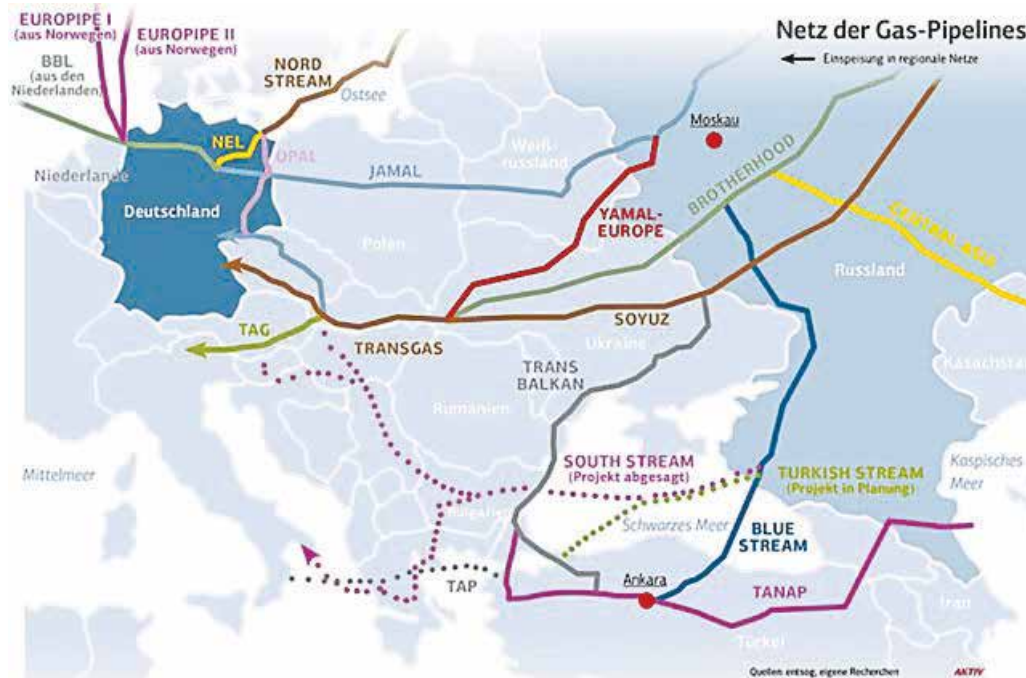 EUROPIPE I
(aus Norwegen)
EUROPIPE II
(aus Norwegen)
BBL
(aus den
Niederlanden)
NORD
STREAM
Ostsee
Netz der Gas-Pipelines
Einspeisung in regionale Netze
Moskau
NEL
OPAL
Weiß-
russland
Niederlande
JAMAL
BROTHERHOOD
Deutschland
YAMAL-
EUROPE
CENTRAL ASIA
Polen
Russland
TAG
TRANSGAS
SOYUZ
Ukraine
Kasachstan
TRANS
BALKAN
Rumänien
Mittelmeer
SOUTH STREAM
(Projekt abgesagt)
TURKISH STREAM
(Projekt in Planung)
Kaspisches
Meer
Bulgarien
Schwarzes Meer
BLUE
STREAM
TAP
Ankara
TANAP
Iran
Türkei
Quellen: entsog, eigene Recherchen
AKTIV